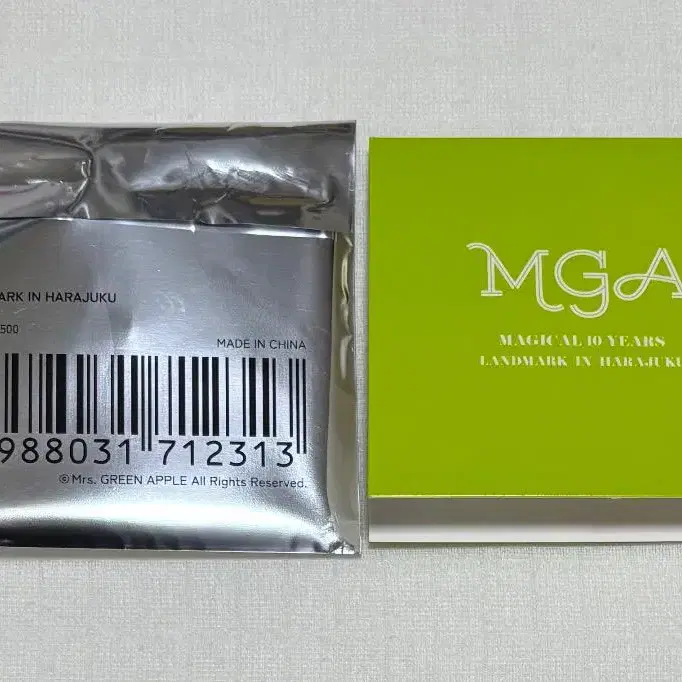 ARK IN HARAJUKU
500
MADE IN CHINA
988031 712313
©Mrs. GREEN APPLE All Rights Reserved.
MGA
MAGICAL 10 YEARS
LANDMARK IN HARAJUKU